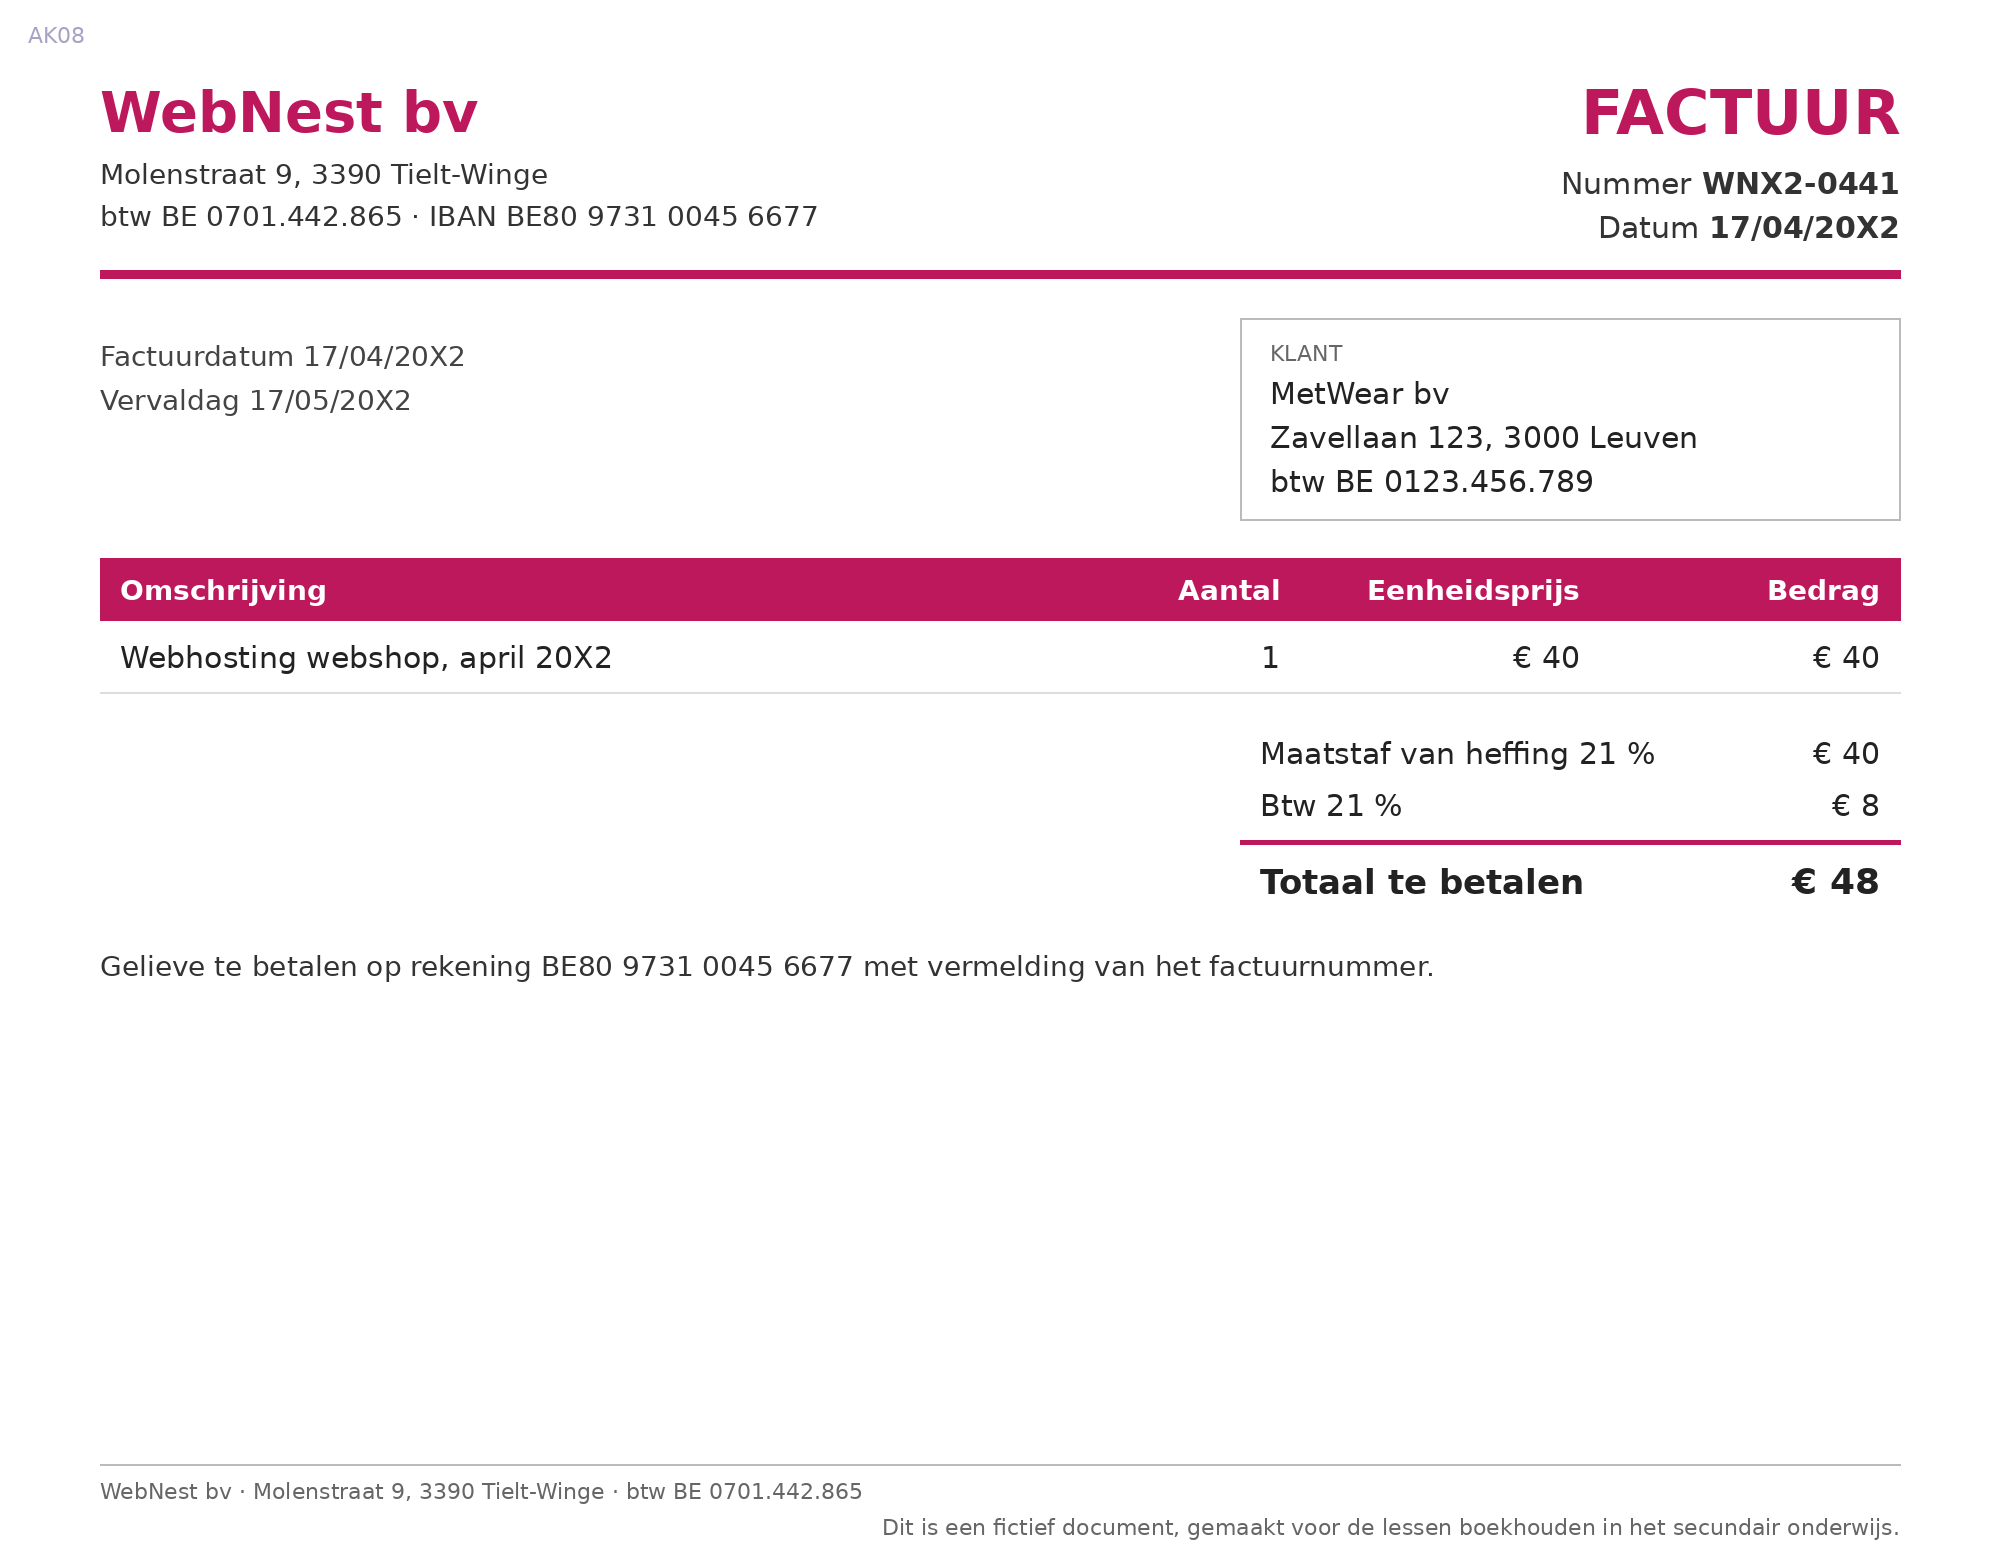 AK08
WebNest bv
FACTUUR
Molenstraat 9, 3390 Tielt-Winge
btw BE 0701.442.865 · IBAN BE80 9731 0045 6677
Nummer WNX2-0441
Datum 17/04/20X2
Factuurdatum 17/04/20X2
Vervaldag 17/05/20X2
KLANT
MetWear bv
Zavellaan 123, 3000 Leuven
btw BE 0123.456.789
Omschrijving Aantal Eenheidsprijs Bedrag
Webhosting webshop, april 20X2 1 € 40 € 40
Maatstaf van heffing 21 % € 40
Btw 21 % € 8
Totaal te betalen € 48
Gelieve te betalen op rekening BE80 9731 0045 6677 met vermelding van het factuurnummer.
WebNest bv · Molenstraat 9, 3390 Tielt-Winge · btw BE 0701.442.865
Dit is een fictief document, gemaakt voor de lessen boekhouden in het secundair onderwijs.